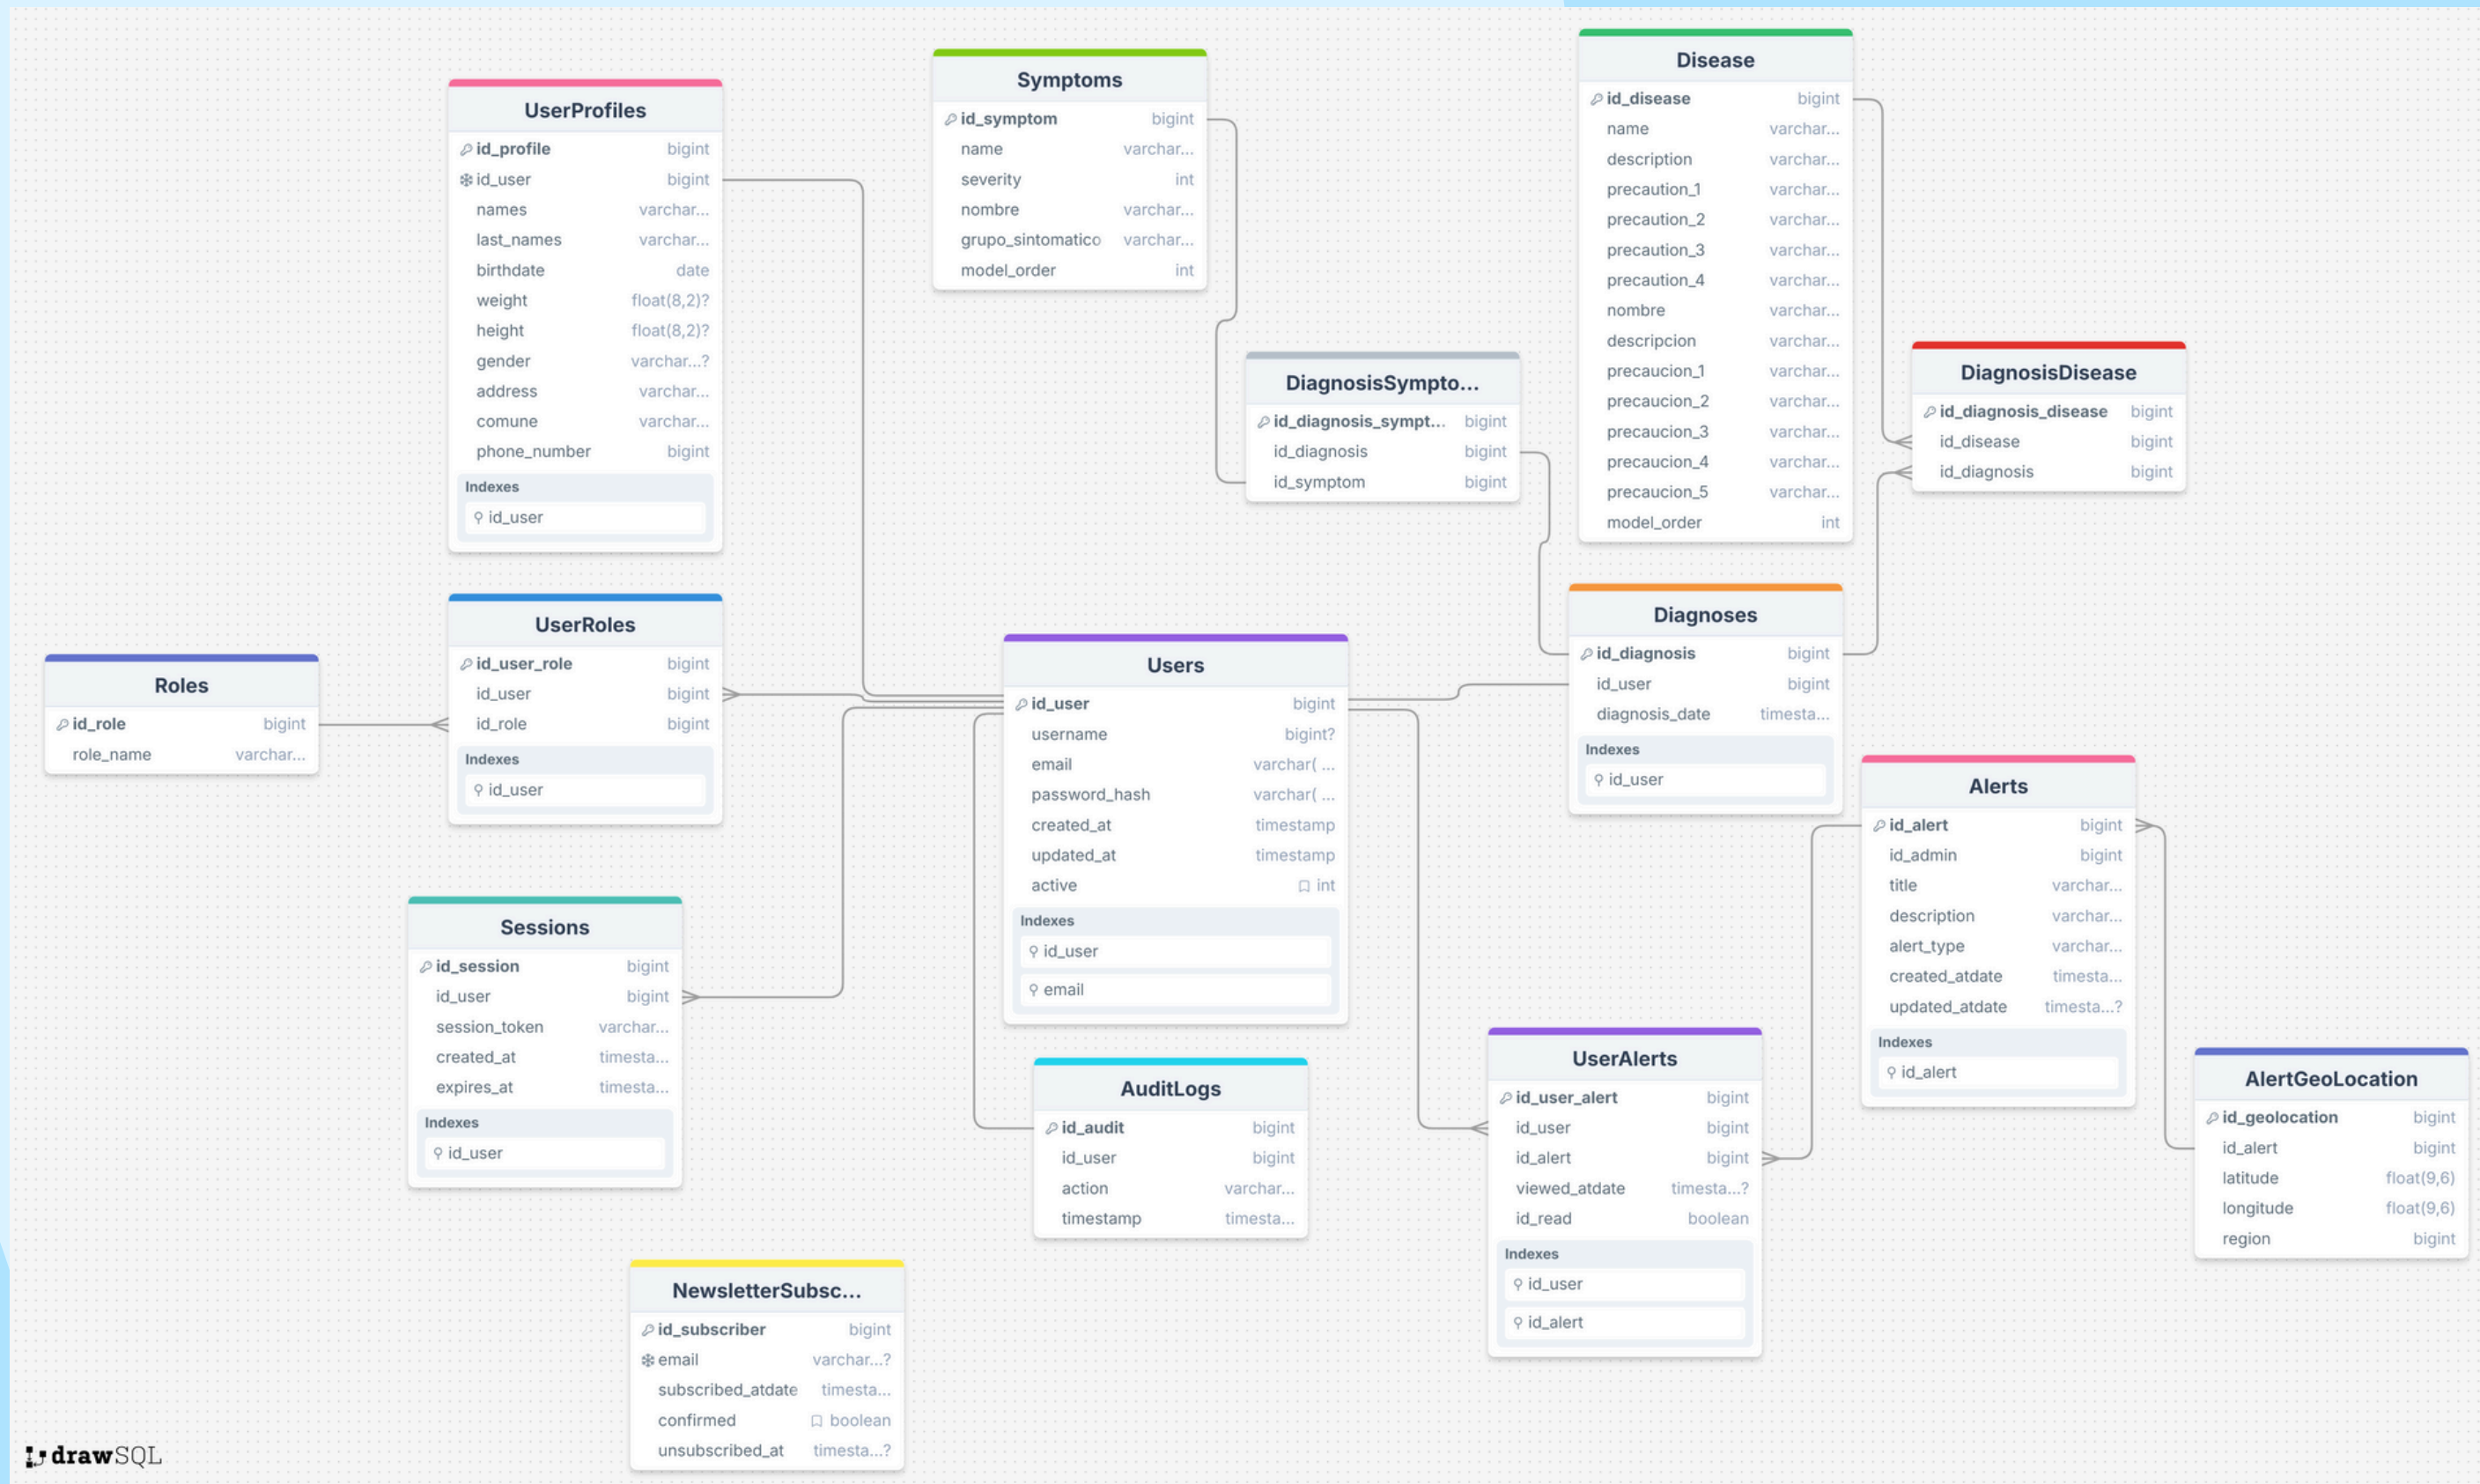 UserProfiles
id_profile bigint
id_user bigint
names varchar...
last_names varchar...
birthdate date
weight float(8,2)?
height float(8,2)?
gender varchar...?
address varchar...
comune varchar...
phone_number bigint
Indexes
id_user
Symptoms
id_symptom bigint
name varchar...
severity int
nombre varchar...
grupo_sintomatico varchar...
model_order int
Disease
id_disease bigint
name varchar...
description varchar...
precaution_1 varchar...
precaution_2 varchar...
precaution_3 varchar...
precaution_4 varchar...
nombre varchar...
descripcion varchar...
precaucion_1 varchar...
precaucion_2 varchar...
precaucion_3 varchar...
precaucion_4 varchar...
precaucion_5 varchar...
model_order int
DiagnosisSympto...
id_diagnosis_sympt... bigint
id_diagnosis bigint
id_symptom bigint
DiagnosisDisease
id_diagnosis_disease bigint
id_disease bigint
id_diagnosis bigint
Roles
id_role bigint
role_name varchar...
UserRoles
id_user_role bigint
id_user bigint
id_role bigint
Indexes
id_user
Users
id_user bigint
username bigint?
email varchar( ...
password_hash varchar( ...
created_at timestamp
updated_at timestamp
active int
Indexes
id_user
email
Diagnoses
id_diagnosis bigint
id_user bigint
diagnosis_date timesta...
Indexes
id_user
Alerts
id_alert bigint
id_admin bigint
title varchar...
description varchar...
alert_type varchar...
created_atdate timesta...
updated_atdate timesta...?
Indexes
id_alert
Sessions
id_session bigint
id_user bigint
session_token varchar...
created_at timesta...
expires_at timesta...
Indexes
id_user
AuditLogs
id_audit bigint
id_user bigint
action varchar...
timestamp timesta...
UserAlerts
id_user_alert bigint
id_user bigint
id_alert bigint
viewed_atdate timesta...?
id_read boolean
Indexes
id_user
id_alert
AlertGeoLocation
id_geolocation bigint
id_alert bigint
latitude float(9,6)
longitude float(9,6)
region bigint
NewsletterSubsc...
id_subscriber bigint
email varchar...?
subscribed_atdate timesta...
confirmed boolean
unsubscribed_at timesta...?
drawSQL